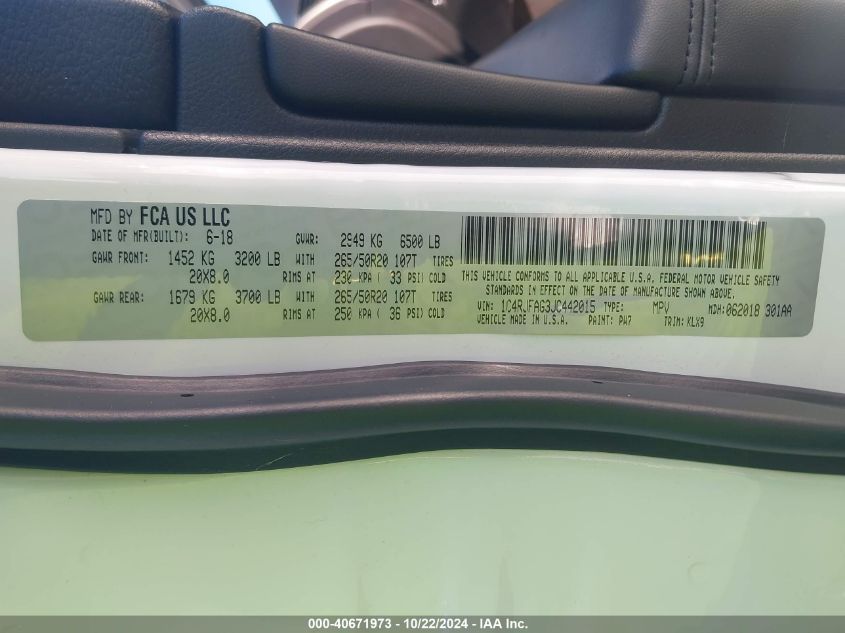 MFD BY FCA US LLC
DATE OF MFR(BUILT): 6-18 GVWR: 2949 KG 6500 LB
GAWR FRONT: 1452 KG 3200 LB WITH 265/50R20 107T TIRES
20X8.0 RIMS AT 230 KPA ( 33 PSI) COLD
GAWR REAR: 1679 KG 3700 LB WITH 265/50R20 107T TIRES
20X8.0 RIMS AT 250 KPA ( 36 PSI) COLD
THIS VEHICLE CONFORMS TO ALL APPLICABLE U.S.A. FEDERAL MOTOR VEHICLE SAFETY
STANDARDS IN EFFECT ON THE DATE OF MANUFACTURE SHOWN ABOVE.
VIN: 1C4RJFAG3JC442015 TYPE: MPV MDH:062018 301AA
VEHICLE MADE IN U.S.A. PAINT: PW7 TRIM: KLX9
000-40671973 - 10/22/2024 - IAA Inc.